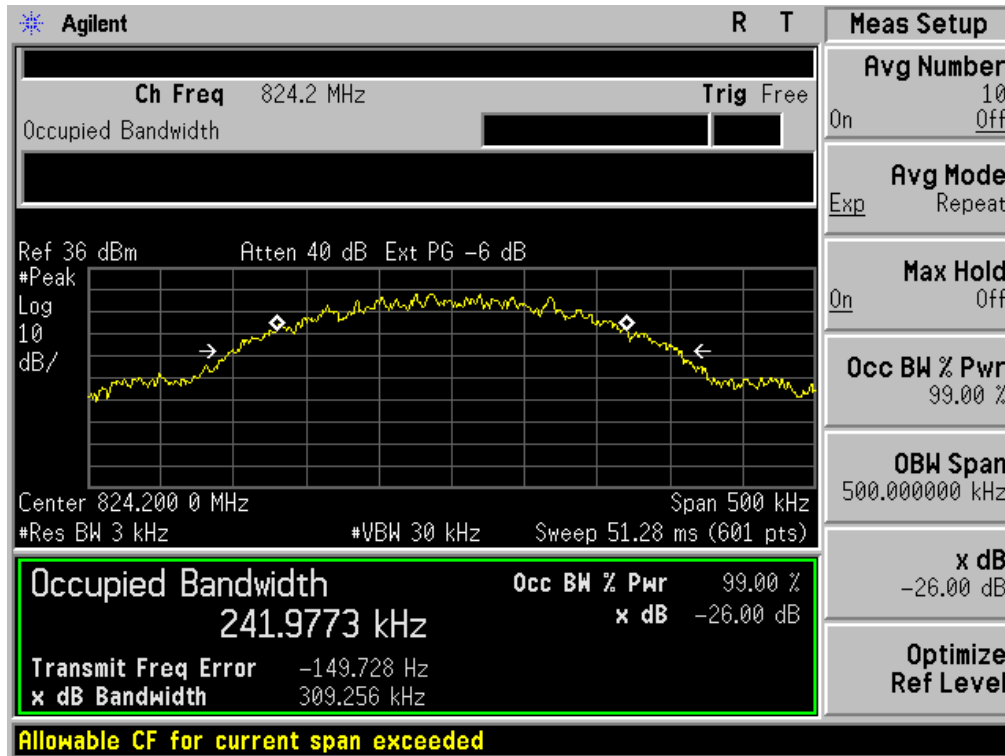 Agilent R T
Ch Freq 824.2 MHz Trig Free
Occupied Bandwidth
Ref 36 dBm Atten 40 dB Ext PG -6 dB
#Peak
Log
10
dB/
Center 824.200 0 MHz Span 500 kHz
#Res BW 3 kHz #VBW 30 kHz Sweep 51.28 ms (601 pts)
Occupied Bandwidth Occ BW % Pwr 99.00 %
241.9773 kHz x dB -26.00 dB
Transmit Freq Error -149.728 Hz
x dB Bandwidth 309.256 kHz
Allowable CF for current span exceeded
Meas Setup
Avg Number
10
On Off
Avg Mode
Exp Repeat
Max Hold
On Off
Occ BW % Pwr
99.00 %
OBW Span
500.000000 kHz
x dB
-26.00 dB
Optimize
Ref Level